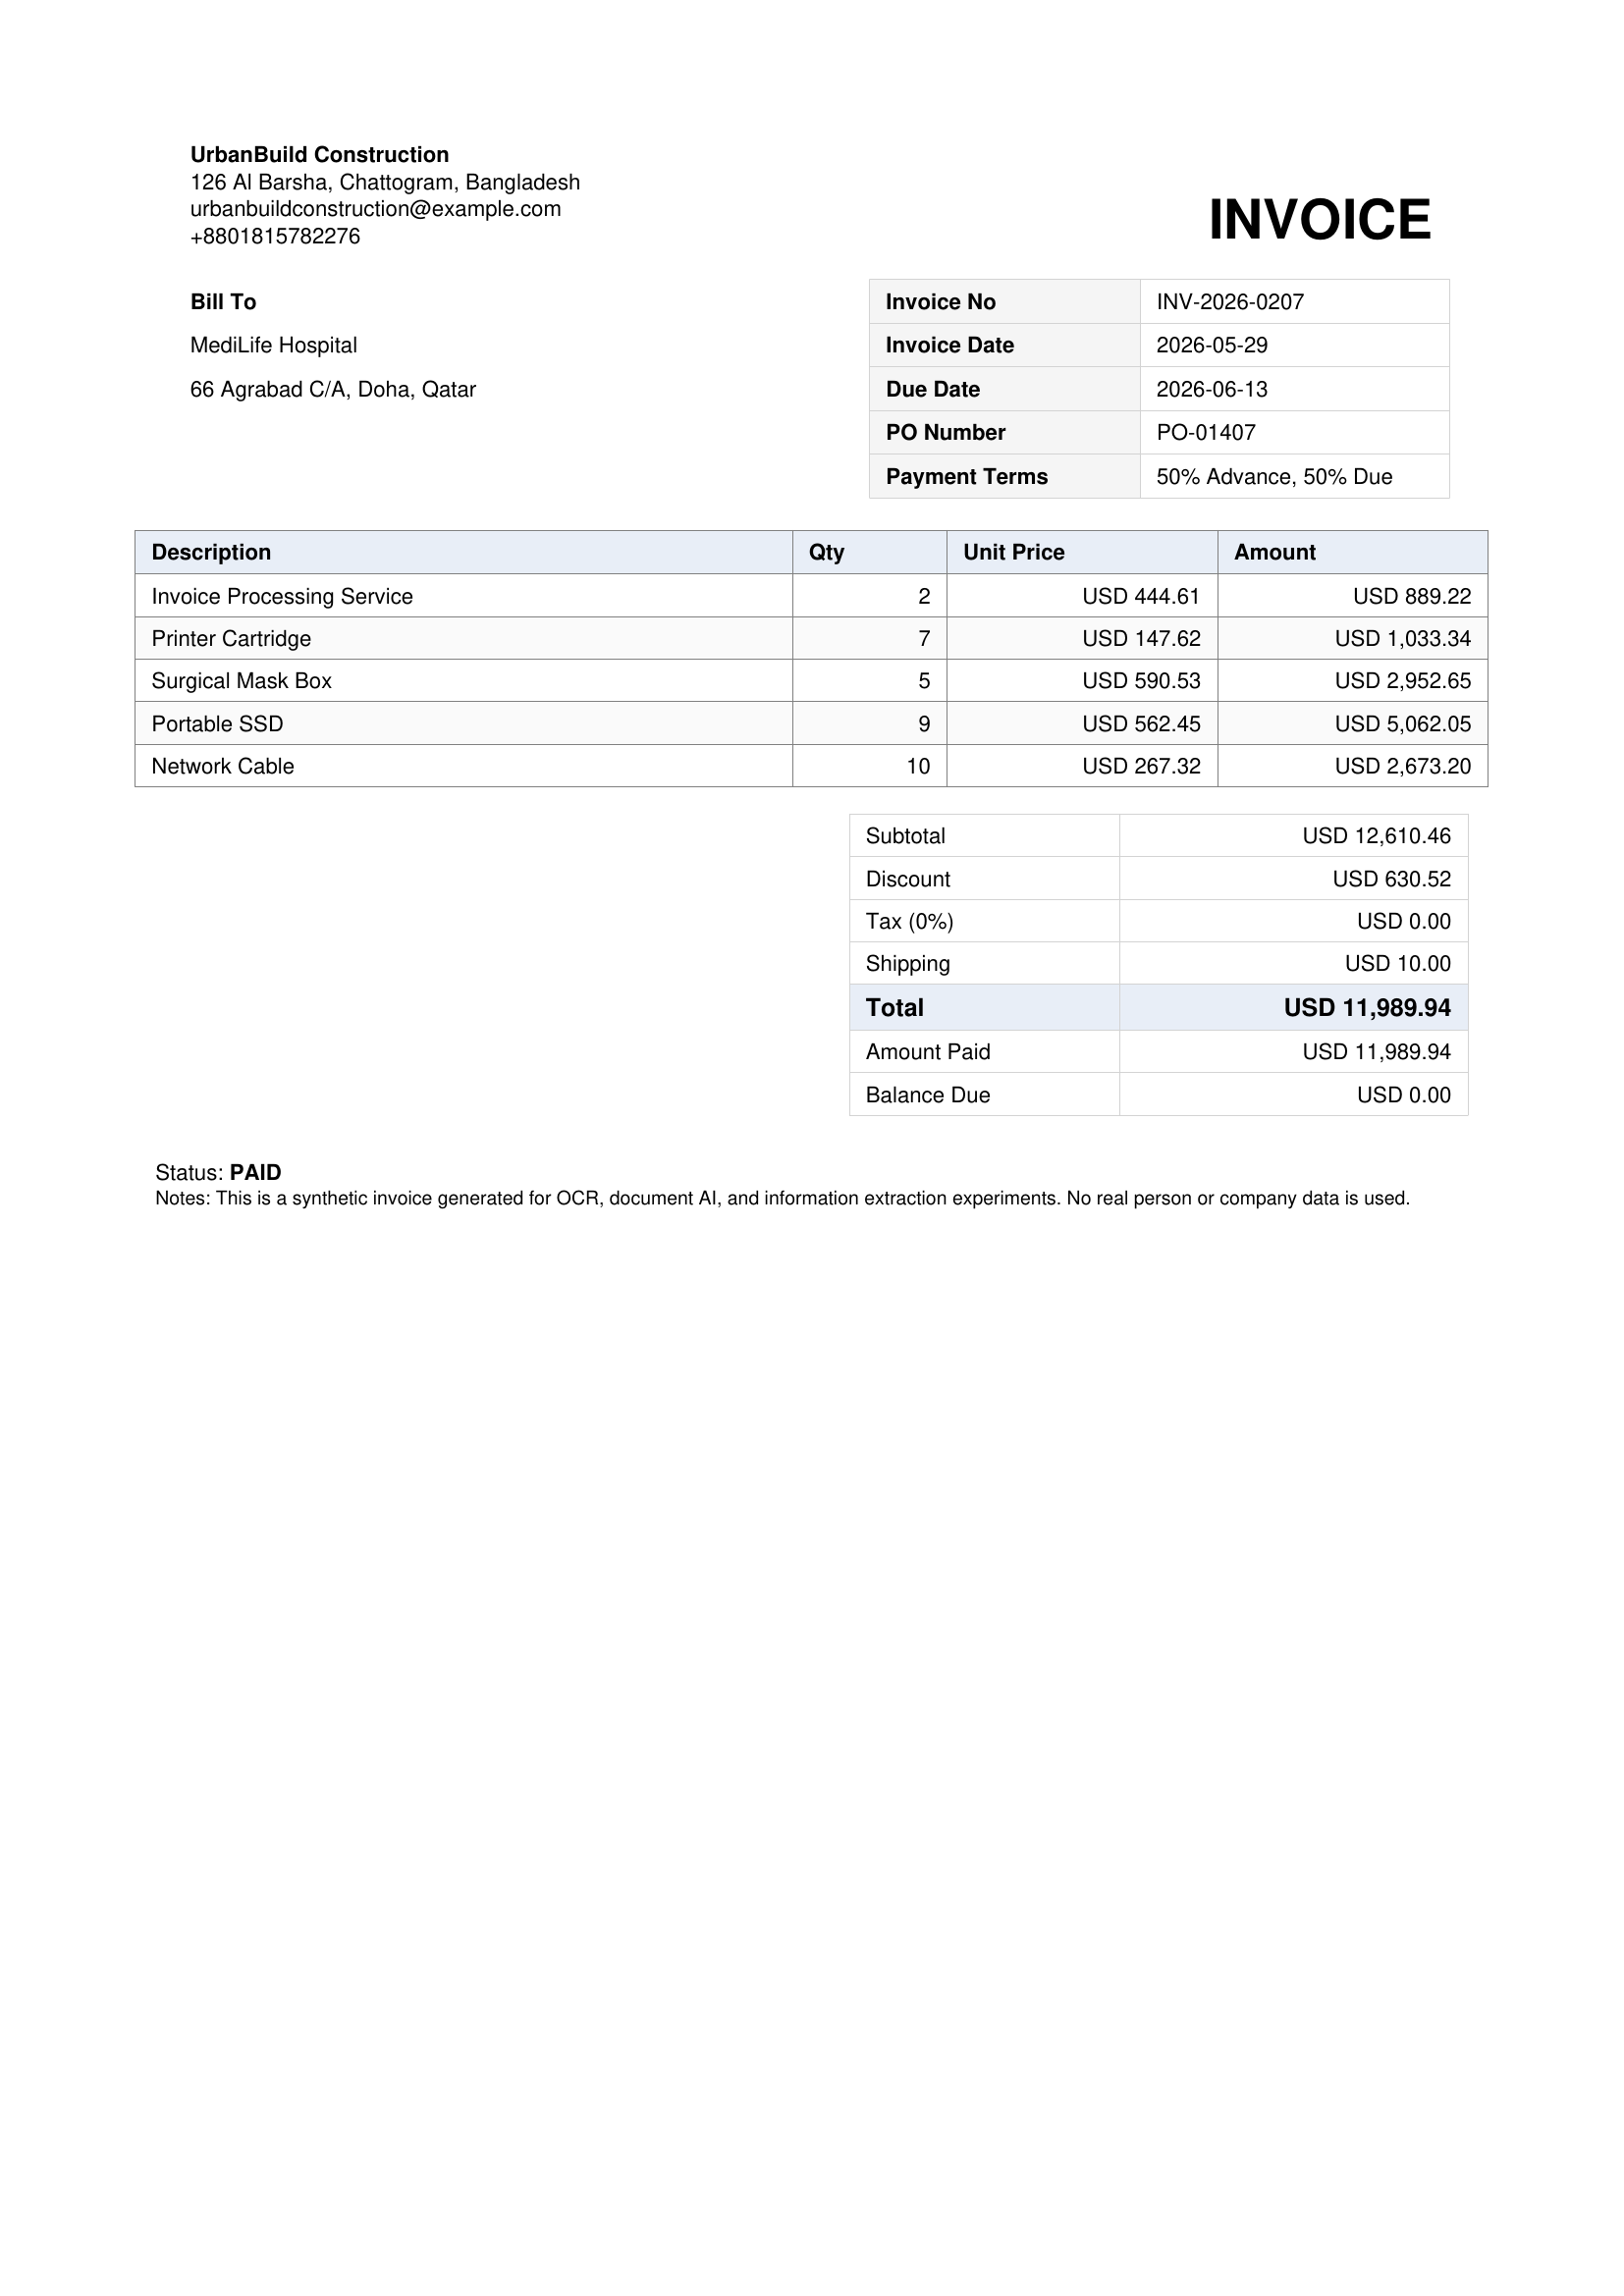 UrbanBuild Construction
126 Al Barsha, Chattogram, Bangladesh
urbanbuildconstruction@example.com
+8801815782276
INVOICE
Bill To
MediLife Hospital
66 Agrabad C/A, Doha, Qatar
Invoice No INV-2026-0207
Invoice Date 2026-05-29
Due Date 2026-06-13
PO Number PO-01407
Payment Terms 50% Advance, 50% Due
Description Qty Unit Price Amount
Invoice Processing Service 2 USD 444.61 USD 889.22
Printer Cartridge 7 USD 147.62 USD 1,033.34
Surgical Mask Box 5 USD 590.53 USD 2,952.65
Portable SSD 9 USD 562.45 USD 5,062.05
Network Cable 10 USD 267.32 USD 2,673.20
Subtotal USD 12,610.46
Discount USD 630.52
Tax (0%) USD 0.00
Shipping USD 10.00
Total USD 11,989.94
Amount Paid USD 11,989.94
Balance Due USD 0.00
Status: PAID
Notes: This is a synthetic invoice generated for OCR, document AI, and information extraction experiments. No real person or company data is used.